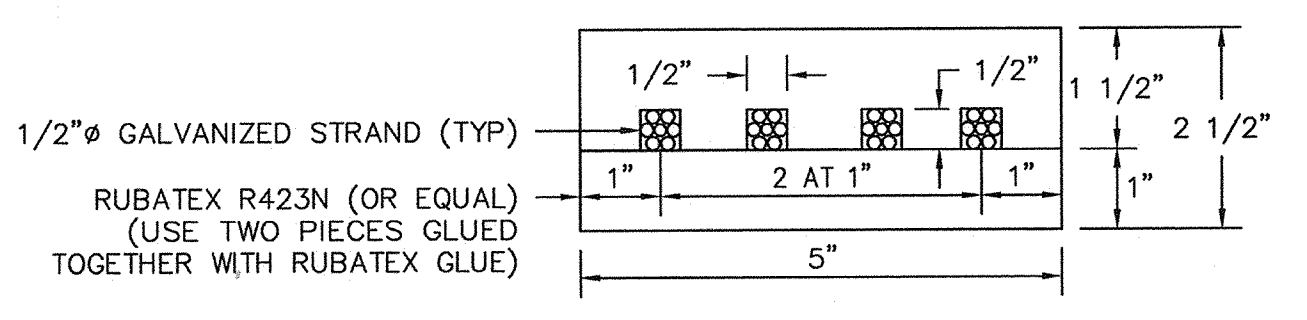 1/2" 1/2" 1 1/2"
1/2"ø GALVANIZED STRAND (TYP) 2 1/2"
1" 2 AT 1" 1" 1"
RUBATEX R423N (OR EQUAL)
(USE TWO PIECES GLUED
TOGETHER WITH RUBATEX GLUE)
5"